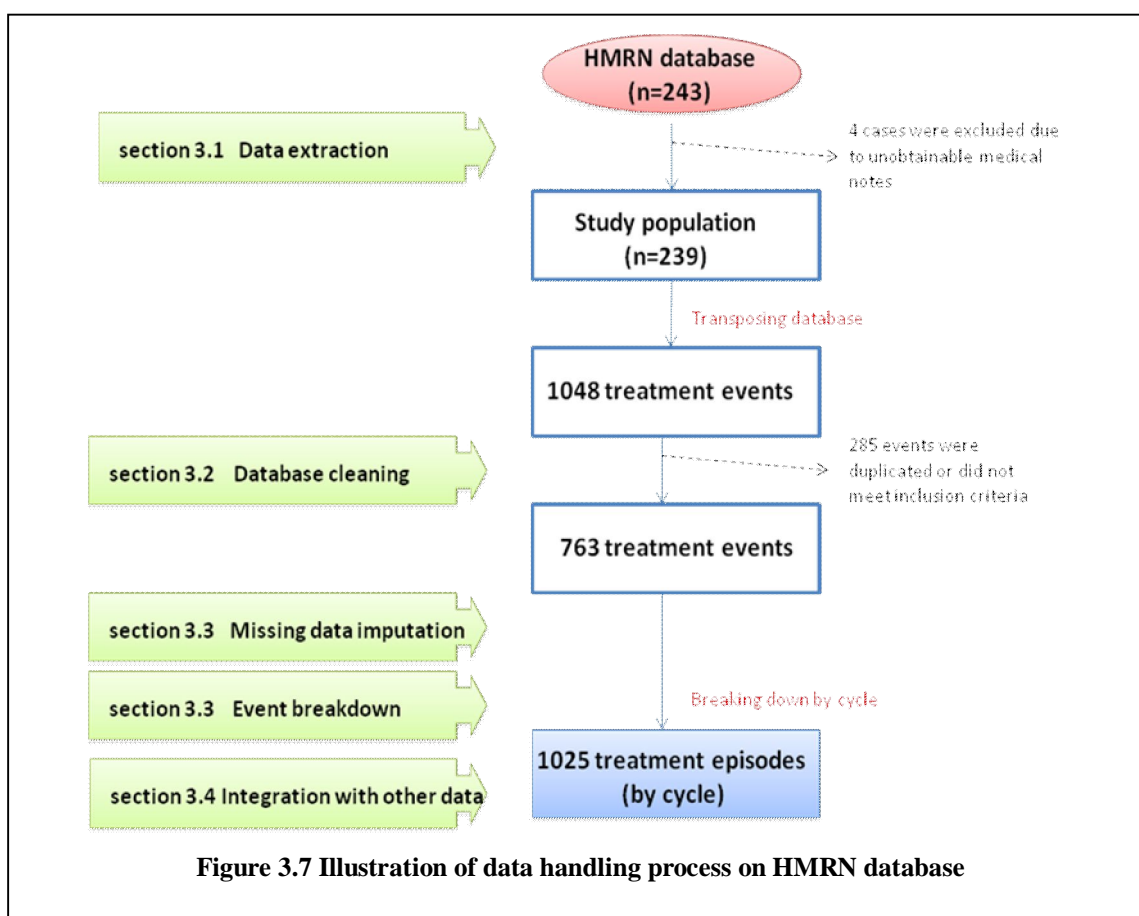 HMRN database
(n=243)
section 3.1 Data extraction
4 cases were excluded due
to unobtainable medical
notes
Study population
(n=239)
Transposing database
1048 treatment events
section 3.2 Database cleaning
285 events were
duplicated or did not
meet inclusion criteria
763 treatment events
section 3.3 Missing data imputation
section 3.3 Event breakdown
Breaking down by cycle
section 3.4 Integration with other data
1025 treatment episodes
(by cycle)
Figure 3.7 Illustration of data handling process on HMRN database